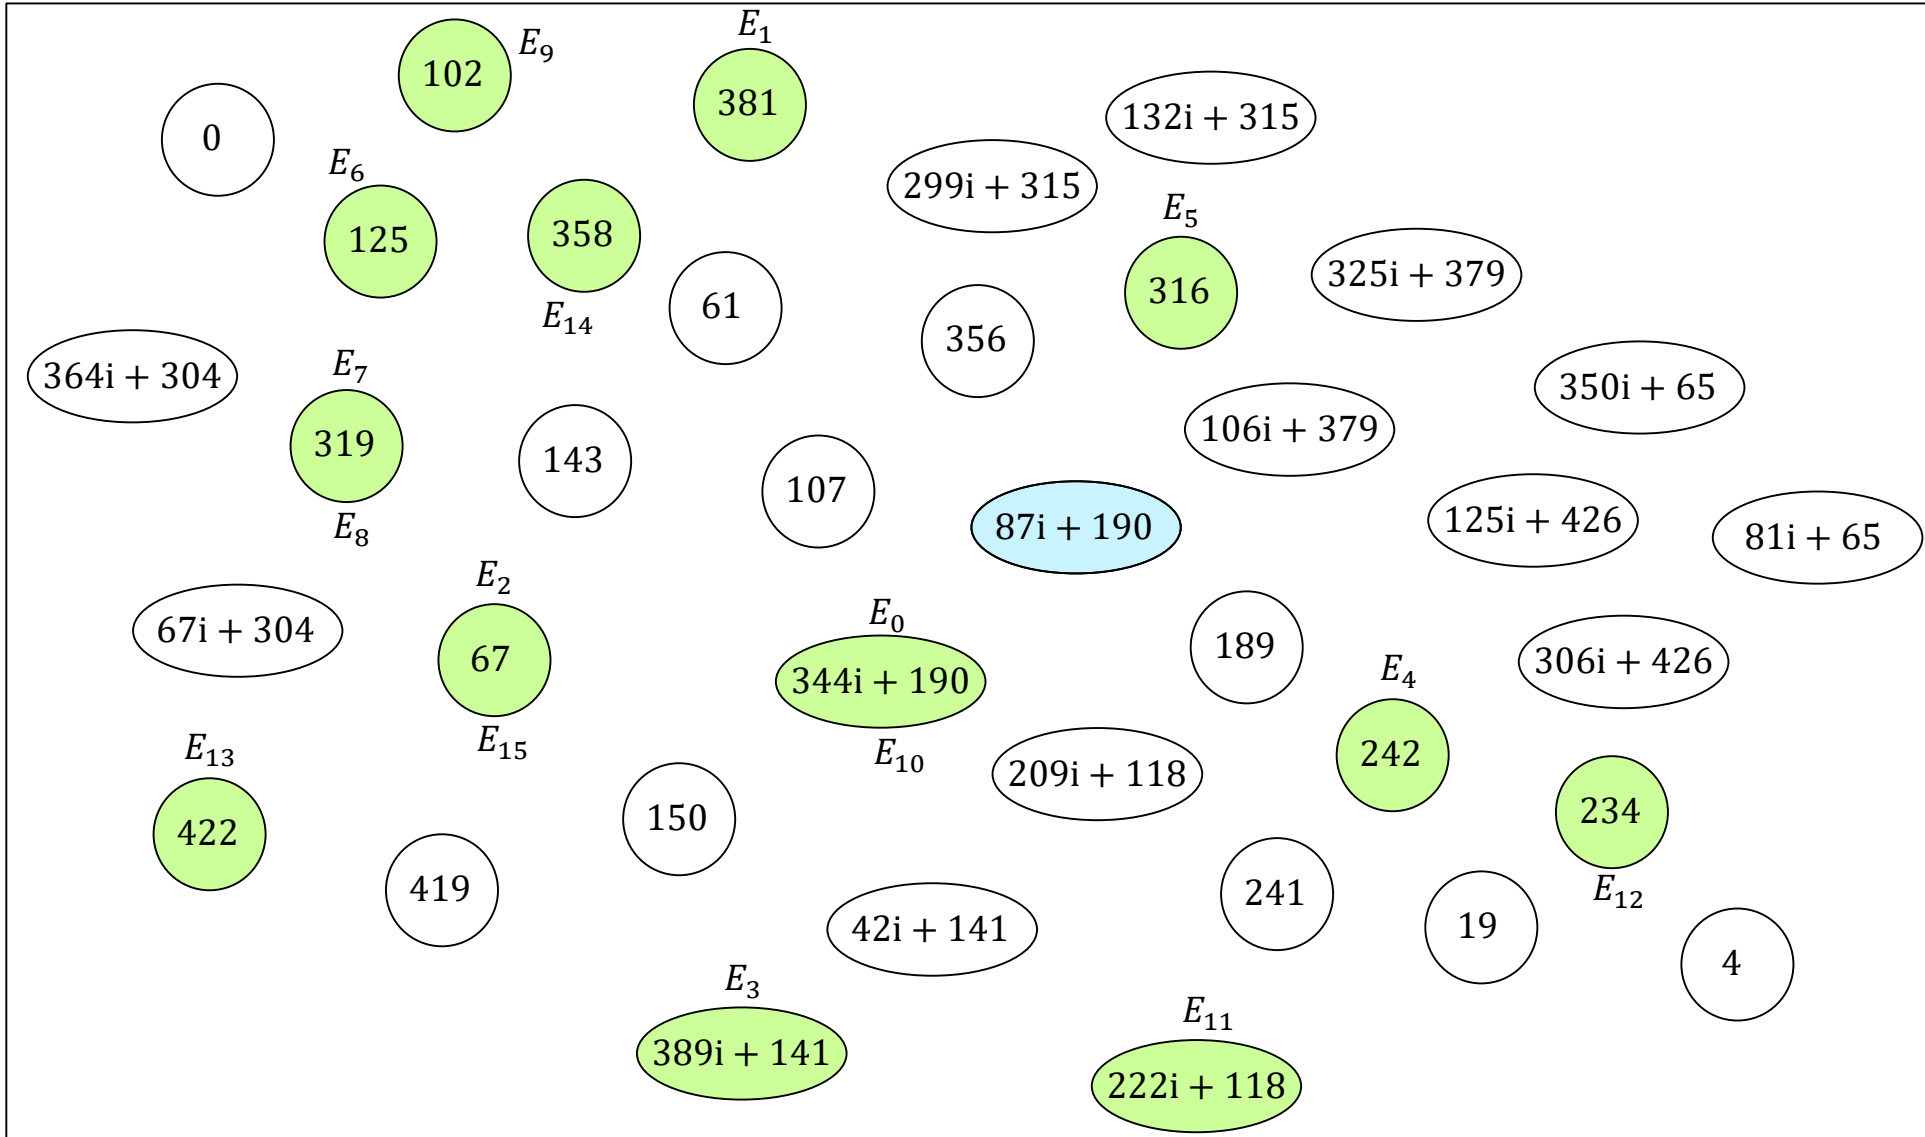 E₉
E₁
102
381
132i + 315
0
E₆
299i + 315
E₅
125
358
325i + 379
316
61
E₁₄
356
E₇
364i + 304
350i + 65
106i + 379
319
143
107
E₈
87i + 190
125i + 426
81i + 65
E₂
E₀
67i + 304
67
189
306i + 426
344i + 190
E₄
E₁₃
E₁₅
E₁₀
209i + 118
242
422
150
234
419
241
E₁₂
42i + 141
19
4
E₃
E₁₁
389i + 141
222i + 118